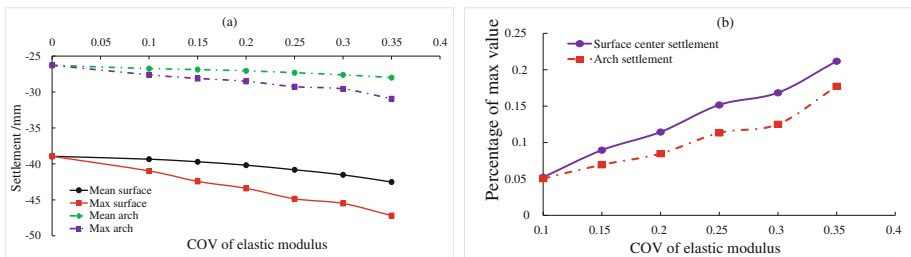 (a)
0 0.05 0.1 0.15 0.2 0.25 0.3 0.35 0.4
-25
-30
-35
-40
-45
-50
Settlement /mm
Mean surface
Max surface
Mean arch
Max arch
COV of elastic modulus
(b)
0.25
0.2
0.15
0.1
0.05
0
Percentage of max value
Surface center settlement
Arch settlement
0.1 0.15 0.2 0.25 0.3 0.35 0.4
COV of elastic modulus